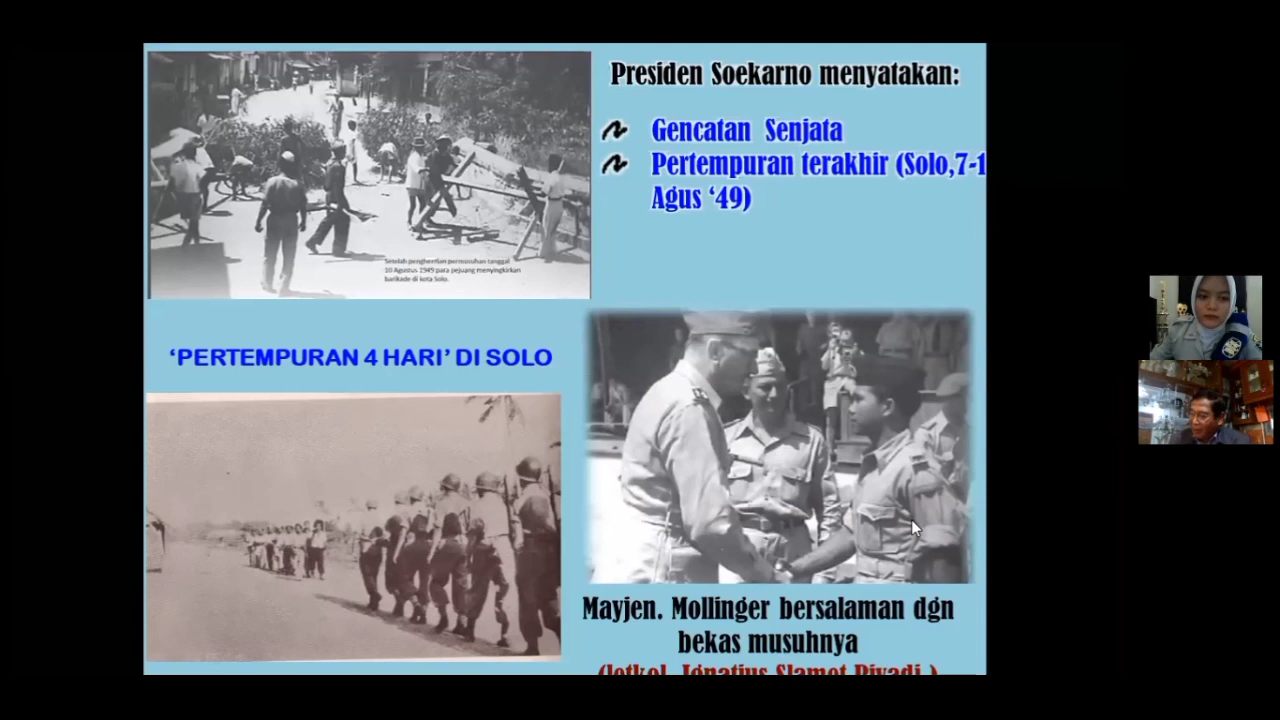 Presiden Soekarno menyatakan:
Gencatan Senjata
Pertempuran terakhir (Solo,7-1
Agus ‘49)
Setelah penghentian permusuhan tanggal
10 Agustus 1949 para pejuang menyingkirkan
barikade di kota Solo.
‘PERTEMPURAN 4 HARI’ DI SOLO
Mayjen. Mollinger bersalaman dgn
bekas musuhnya
(letkol. Ignatius Slamet Riyadi )